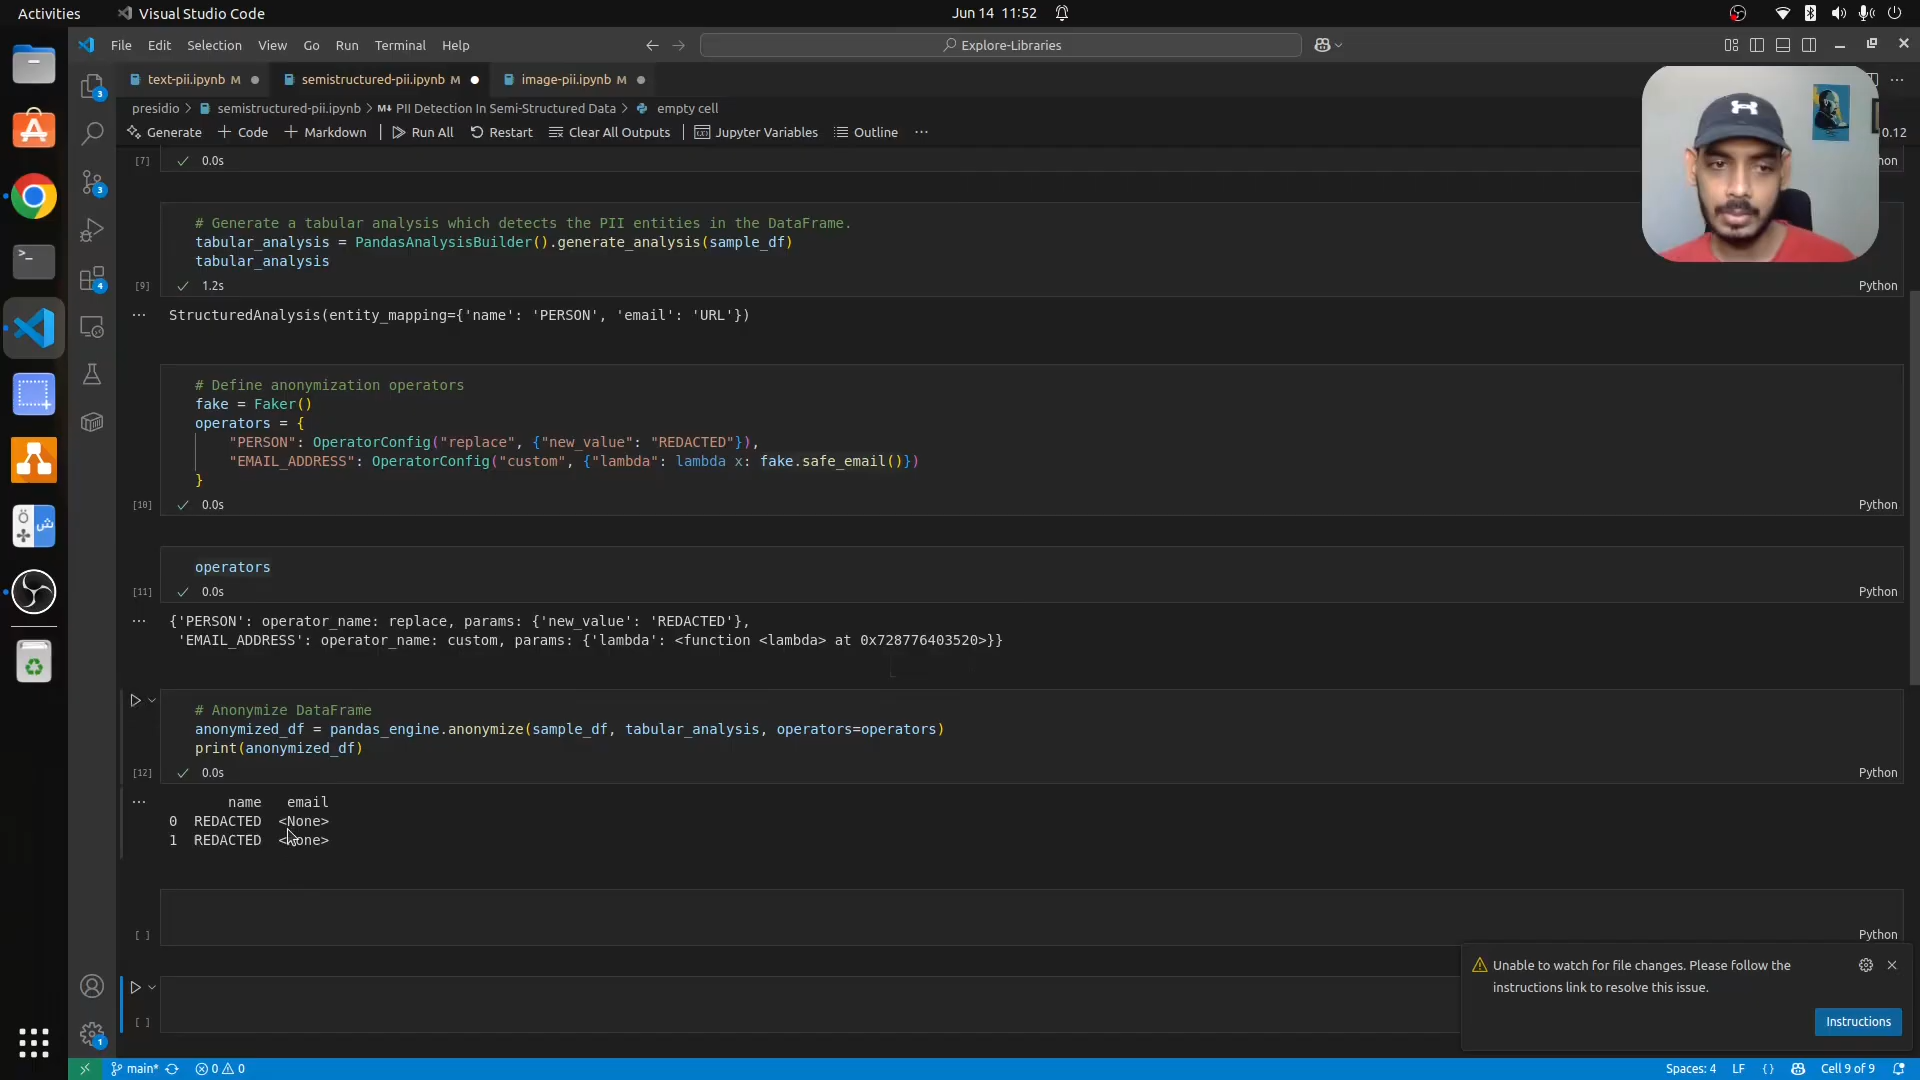 Activities Visual Studio Code Jun 14 11:52
File Edit Selection View Go Run Terminal Help Explore-Libraries
text-pii.ipynb M semistructured-pii.ipynb M image-pii.ipynb M
presidio > semistructured-pii.ipynb > M↓ PII Detection In Semi-Structured Data > empty cell
Generate + Code + Markdown Run All Restart Clear All Outputs Jupyter Variables Outline ... 0.12
[7] 0.0s
# Generate a tabular analysis which detects the PII entities in the DataFrame.
tabular_analysis = PandasAnalysisBuilder().generate_analysis(sample_df)
tabular_analysis
[9] 1.2s Python
StructuredAnalysis(entity_mapping={'name': 'PERSON', 'email': 'URL'})
# Define anonymization operators
fake = Faker()
operators = {
"PERSON": OperatorConfig("replace", {"new_value": "REDACTED"}),
"EMAIL_ADDRESS": OperatorConfig("custom", {"lambda": lambda x: fake.safe_email()})
}
[10] 0.0s Python
operators
[11] 0.0s Python
{'PERSON': operator_name: replace, params: {'new_value': 'REDACTED'},
'EMAIL_ADDRESS': operator_name: custom, params: {'lambda': <function <lambda> at 0x728776403520>}}
# Anonymize DataFrame
anonymized_df = pandas_engine.anonymize(sample_df, tabular_analysis, operators=operators)
print(anonymized_df)
[12] 0.0s Python
name email
0 REDACTED <None>
1 REDACTED <None>
[ ] Python
[ ]
Unable to watch for file changes. Please follow the
instructions link to resolve this issue.
Instructions
main* 0 0 Spaces: 4 LF {} Cell 9 of 9